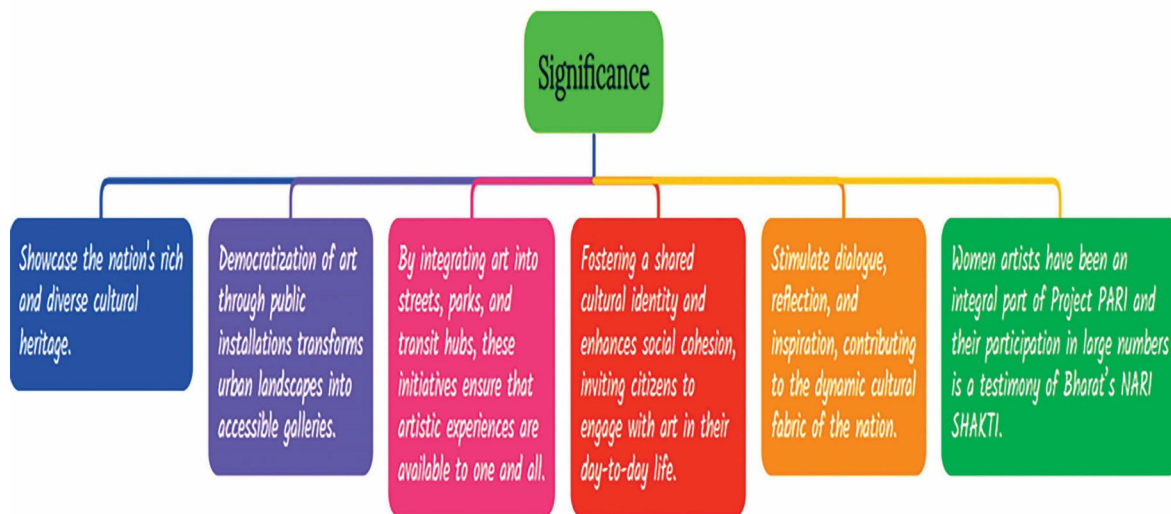 Significance
Showcase the nation's rich
and diverse cultural
heritage.
Democratization of art
through public
installations transforms
urban landscapes into
accessible galleries.
By integrating art into
streets, parks, and
transit hubs, these
initiatives ensure that
artistic experiences are
available to one and all.
Fostering a shared
cultural identity and
enhances social cohesion,
inviting citizens to
engage with art in their
day-to-day life.
Stimulate dialogue,
reflection, and
inspiration, contributing
to the dynamic cultural
fabric of the nation.
Women artists have been an
integral part of Project PARI and
their participation in large numbers
is a testimony of Bharat's NARI
SHAKTI.